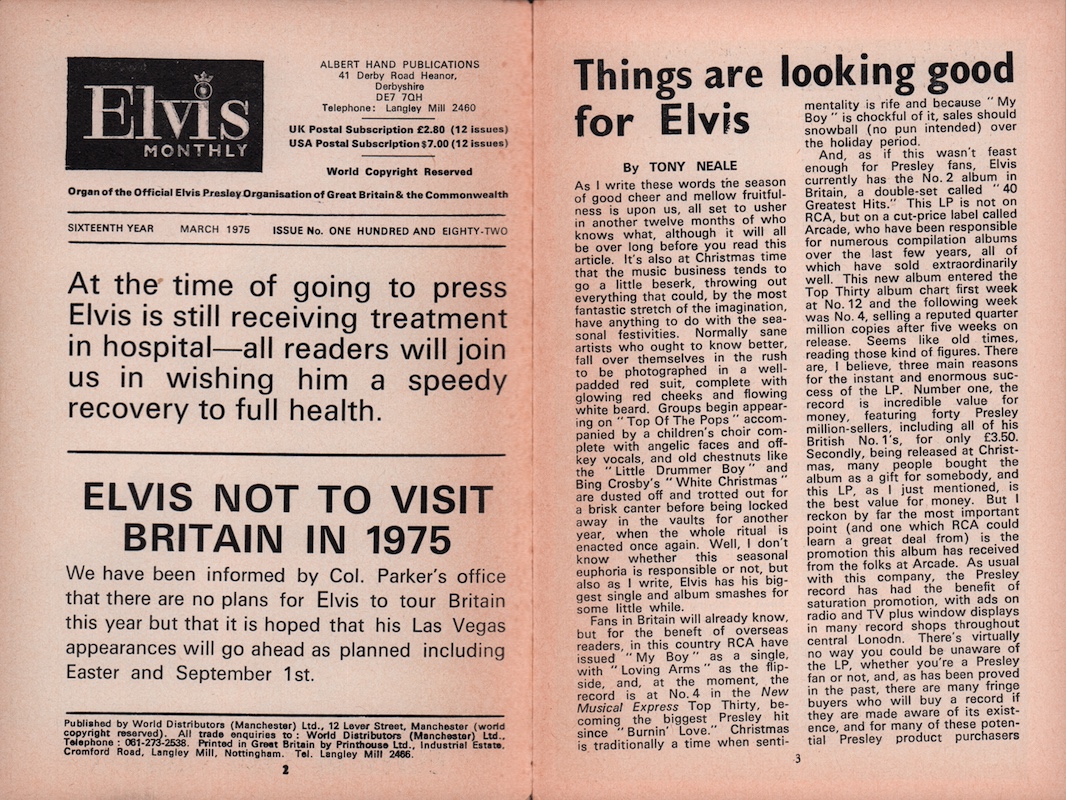 Elvis
MONTHLY
ALBERT HAND PUBLICATIONS
41 Derby Road Heanor,
Derbyshire
DE7 7QH
Telephone: Langley Mill 2460
UK Postal Subscription £2.80 (12 issues)
USA Postal Subscription $7.00 (12 issues)
World Copyright Reserved
Organ of the Official Elvis Presley Organisation of Great Britain & the Commonwealth
SIXTEENTH YEAR MARCH 1975 ISSUE No. ONE HUNDRED AND EIGHTY-TWO
At the time of going to press
Elvis is still receiving treatment
in hospital—all readers will join
us in wishing him a speedy
recovery to full health.
ELVIS NOT TO VISIT
BRITAIN IN 1975
We have been informed by Col. Parker's office
that there are no plans for Elvis to tour Britain
this year but that it is hoped that his Las Vegas
appearances will go ahead as planned including
Easter and September 1st.
Published by World Distributors (Manchester) Ltd., 12 Lever Street, Manchester (world
copyright reserved). All trade enquiries to: World Distributors (Manchester) Ltd.,
Telephone: 061-273-2538. Printed in Great Britain by Printhouse Ltd., Industrial Estate,
Cromford Road, Langley Mill, Nottingham. Tel. Langley Mill 2466.
2
Things are looking good
for Elvis
By TONY NEALE
As I write these words the season
of good cheer and mellow fruitful-
ness is upon us, all set to usher
in another twelve months of who
knows what, although it will all
be over long before you read this
article. It's also at Christmas time
that the music business tends to
go a little beserk, throwing out
everything that could, by the most
fantastic stretch of the imagination,
have anything to do with the sea-
sonal festivities. Normally sane
artists who ought to know better,
fall over themselves in the rush
to be photographed in a well-
padded red suit, complete with
glowing red cheeks and flowing
white beard. Groups begin appear-
ing on "Top Of The Pops" accom-
panied by a children's choir com-
plete with angelic faces and off-
key vocals, and old chestnuts like
the "Little Drummer Boy" and
Bing Crosby's "White Christmas"
are dusted off and trotted out for
a brisk canter before being locked
away in the vaults for another
year, when the whole ritual is
enacted once again. Well, I don't
know whether this seasonal
euphoria is responsible or not, but
also as I write, Elvis has his big-
gest single and album smashes for
some little while.
Fans in Britain will already know,
but for the beneft of overseas
readers, in this country RCA have
issued "My Boy" as a single,
with "Loving Arms" as the flip-
side, and, at the moment, the
record is at No. 4 in the New
Musical Express Top Thirty, be-
coming the biggest Presley hit
since "Burnin' Love." Christmas
is traditionally a time when senti-
mentality is rife and because "My
Boy" is chockful of it, sales should
snowball (no pun intended) over
the holiday period.
And, as if this wasn't feast
enough for Presley fans, Elvis
currently has the No. 2 album in
Britain, a double-set called "40
Greatest Hits." This LP is not on
RCA, but on a cut-price label called
Arcade, who have been responsible
for numerous compilation albums
over the last few years, all of
which have sold extraordinarily
well. This new album entered the
Top Thirty album chart first week
at No. 12 and the following week
was No. 4, selling a reputed quarter
million copies after five weeks on
release. Seems like old times,
reading those kind of figures. There
are, I believe, three main reasons
for the instant and enormous suc-
cess of the LP. Number one, the
record is incredible value for
money, featuring forty Presley
million-sellers, including all of his
British No. 1's, for only £3.50.
Secondly, being released at Christ-
mas, many people bought the
album as a gift for somebody, and
this LP, as I just mentioned, is
the best value for money. But I
reckon by far the most important
point (and one which RCA could
learn a great deal from) is the
promotion this album has received
from the folks at Arcade. As usual
with this company, the Presley
record has had the benefit of
saturation promotion, with ads on
radio and TV plus window displays
in many record shops throughout
central Lonodn. There's virtually
no way you could be unaware of
the LP, whether you're a Presley
fan or not, and, as has been proved
in the past, there are many fringe
buyers who will buy a record if
they are made aware of its exist-
ence, and for many of these poten-
tial Presley product purchasers
3